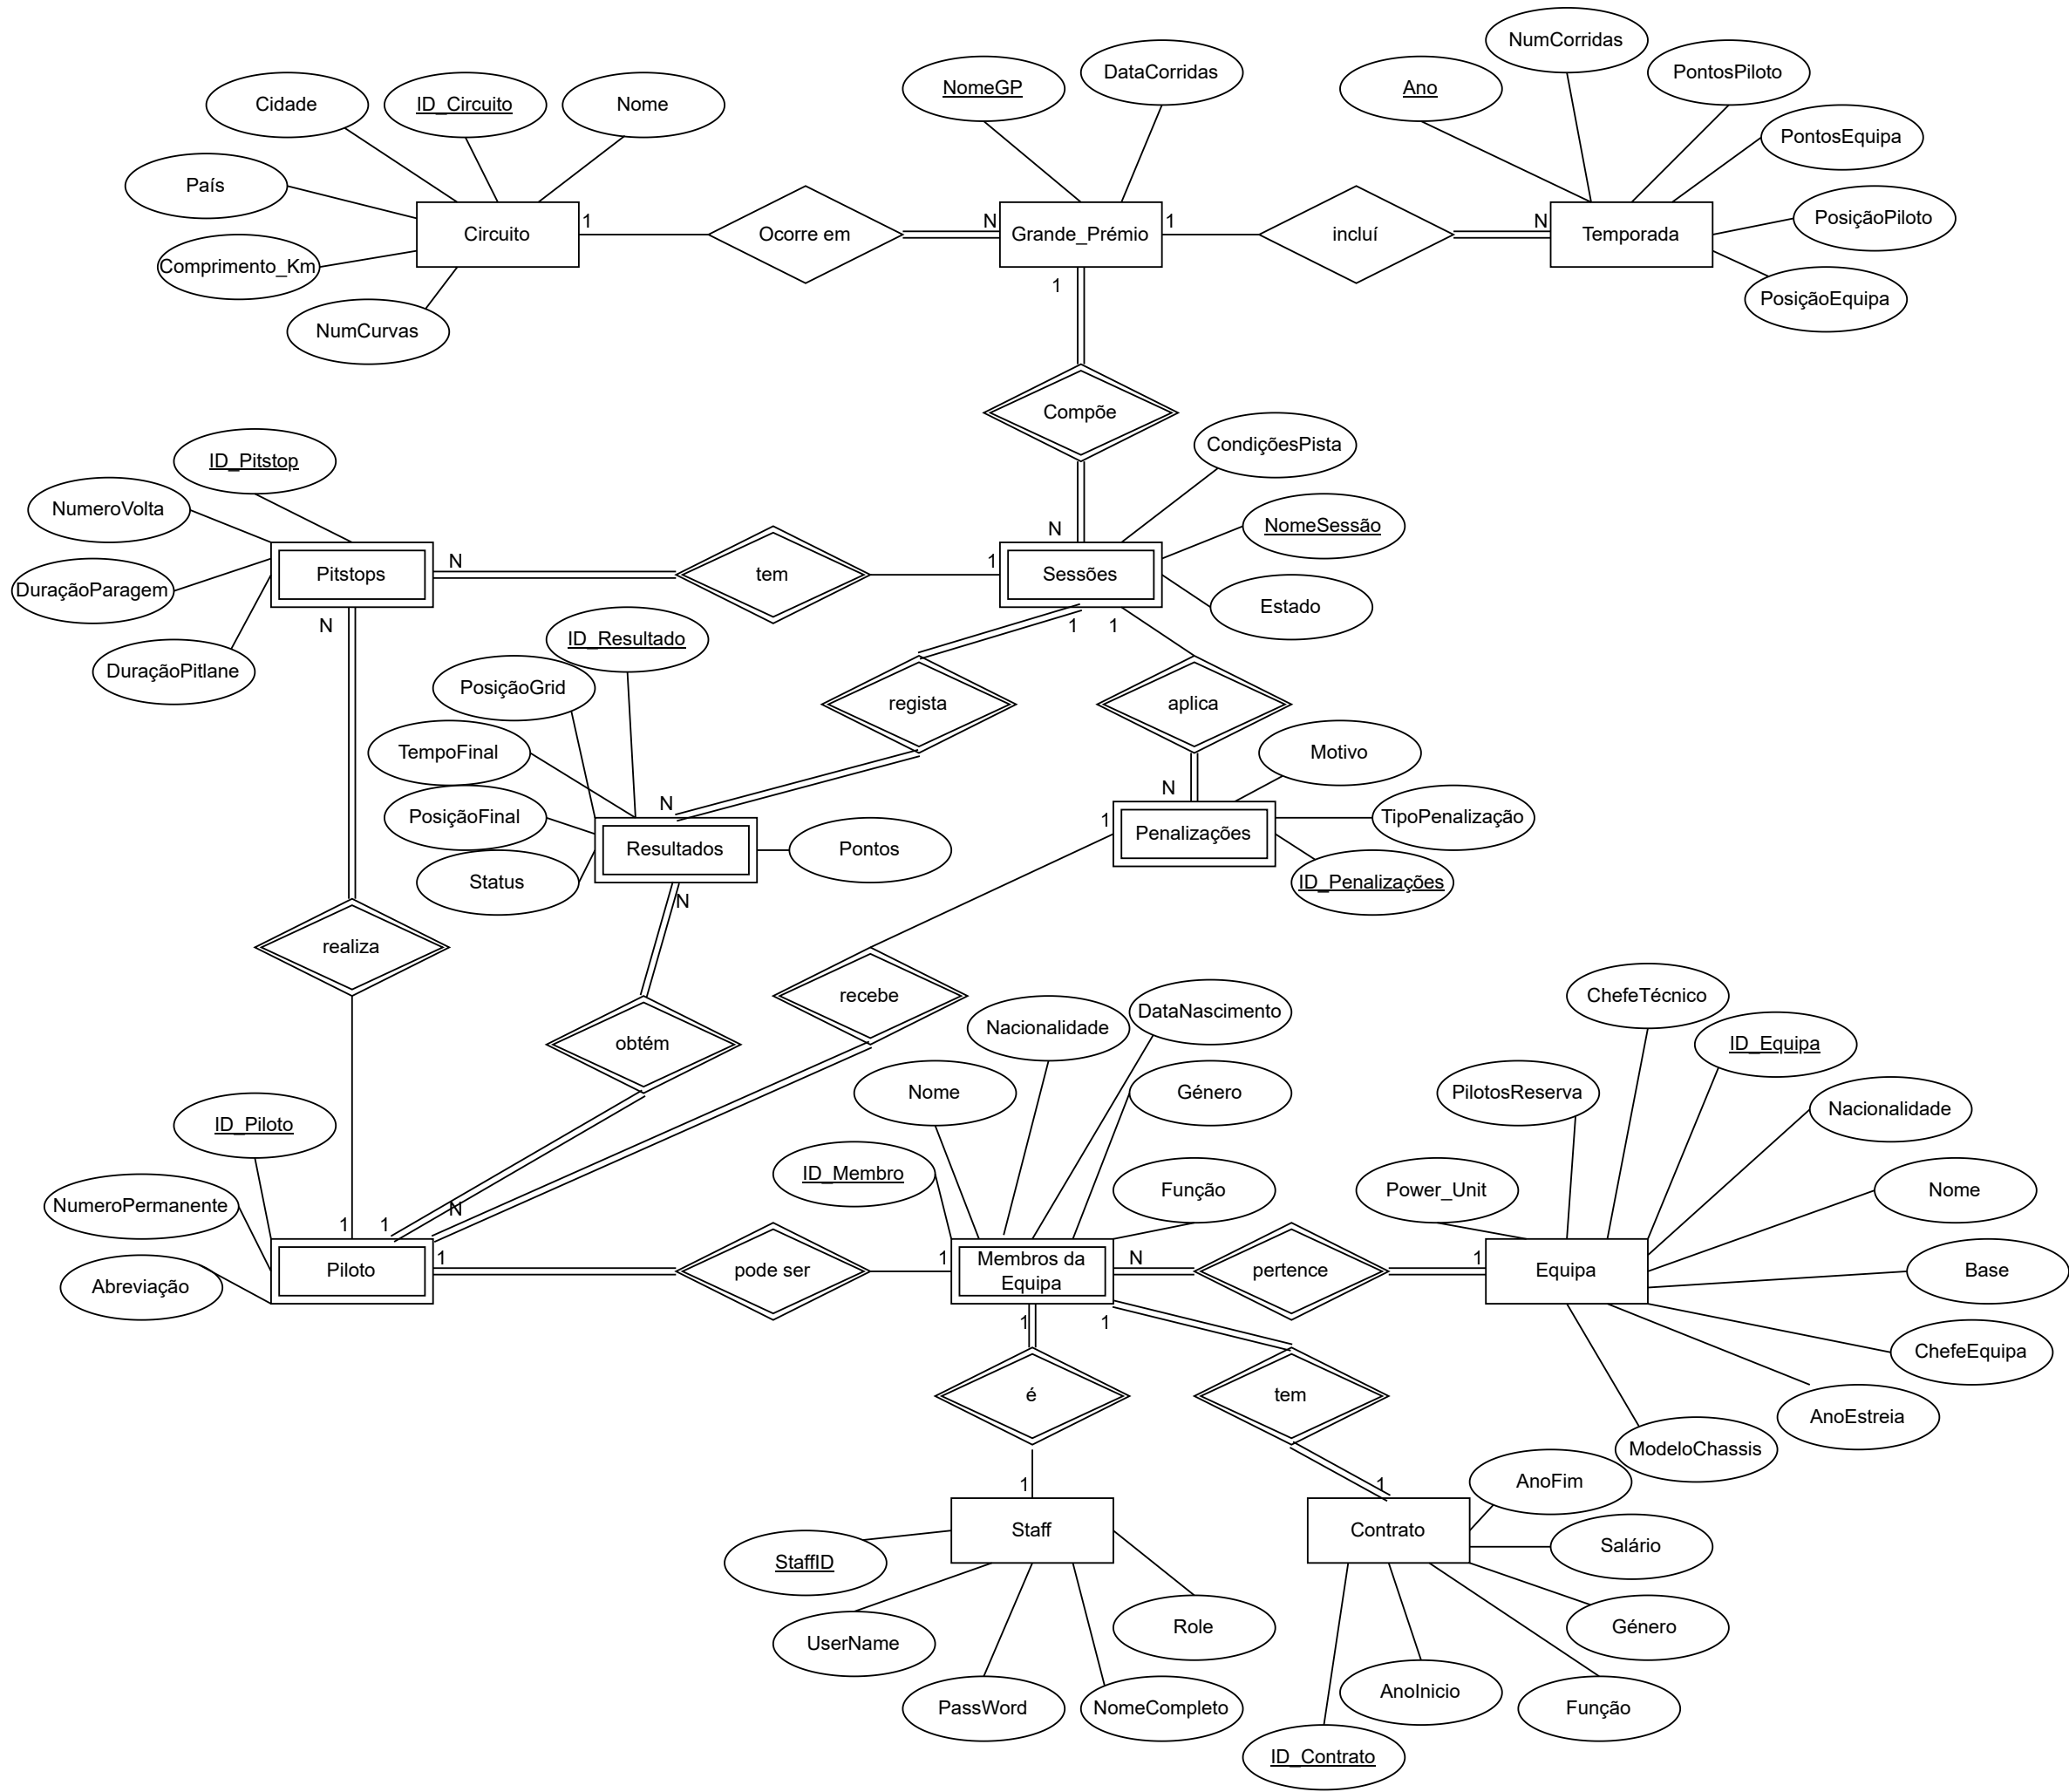 NumCorridas
DataCorridas
PontosPiloto
NomeGP
Ano
Cidade
ID_Circuito
Nome
PontosEquipa
País
PosiçãoPiloto
1
N
1
N
Circuito
Ocorre em
Grande_Prémio
incluí
Temporada
Comprimento_Km
1
PosiçãoEquipa
NumCurvas
Compõe
CondiçõesPista
ID_Pitstop
NumeroVolta
N
NomeSessão
N
1
Pitstops
tem
Sessões
DuraçãoParagem
Estado
N
1
1
ID_Resultado
DuraçãoPitlane
PosiçãoGrid
regista
aplica
TempoFinal
Motivo
N
N
PosiçãoFinal
1
TipoPenalização
Penalizações
Resultados
Pontos
Status
ID_Penalizações
N
realiza
recebe
ChefeTécnico
DataNascimento
Nacionalidade
obtém
ID_Equipa
Nome
Género
PilotosReserva
Nacionalidade
ID_Piloto
ID_Membro
Função
Power_Unit
Nome
NumeroPermanente
N
1
1
1
1
N
1
Piloto
pode ser
Membros da
Equipa
pertence
Equipa
Base
Abreviação
1
1
ChefeEquipa
é
tem
AnoEstreia
ModeloChassis
1
1
AnoFim
Staff
Contrato
Salário
StaffID
Role
Género
UserName
AnoInicio
PassWord
NomeCompleto
Função
ID_Contrato